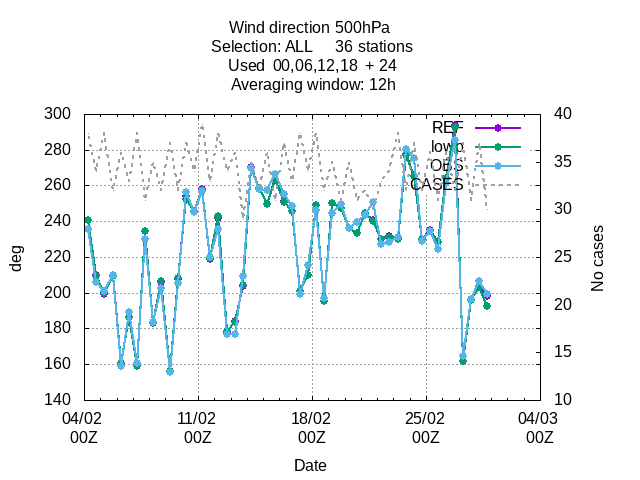 Wind direction 500hPa
Selection: ALL 36 stations
Used 00,06,12,18 + 24
Averaging window: 12h
300
280
260
240
220
200
180
160
140
deg
40
35
30
25
20
15
10
No cases
REF
lowp
OBS
CASES
04/02 11/02 18/02 25/02 04/03
00Z 00Z 00Z 00Z 00Z
Date